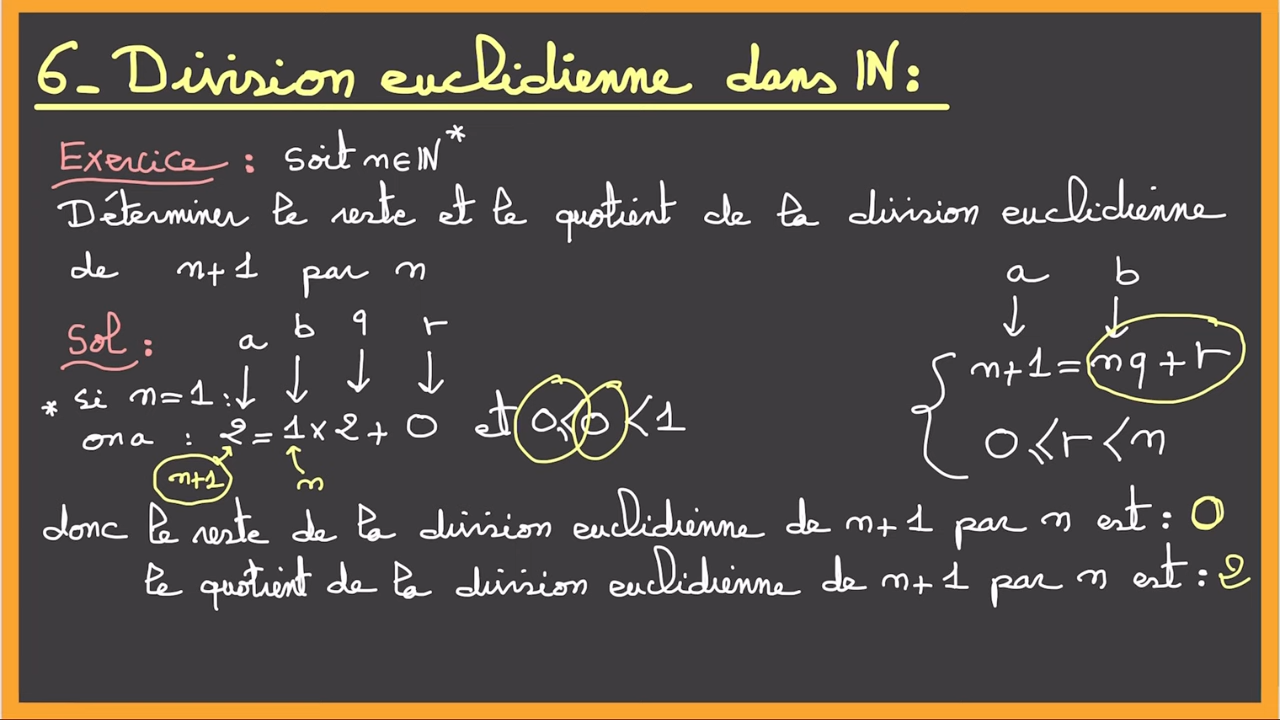 6_ Division euclidienne dans IN :
Exercice : Soit n ∈ IN*
Déterminer le reste et le quotient de la division euclidienne
de n+1 par n
a b
n+1 = nq + r
0 ⩽ r < n
Sol :
a b q r
* si n = 1 :
on a : 2 = 1 × 2 + 0 et 0 ⩽ 0 < 1
n+1 n
donc le reste de la division euclidienne de n+1 par n est : 0
le quotient de la division euclidienne de n+1 par n est : 2